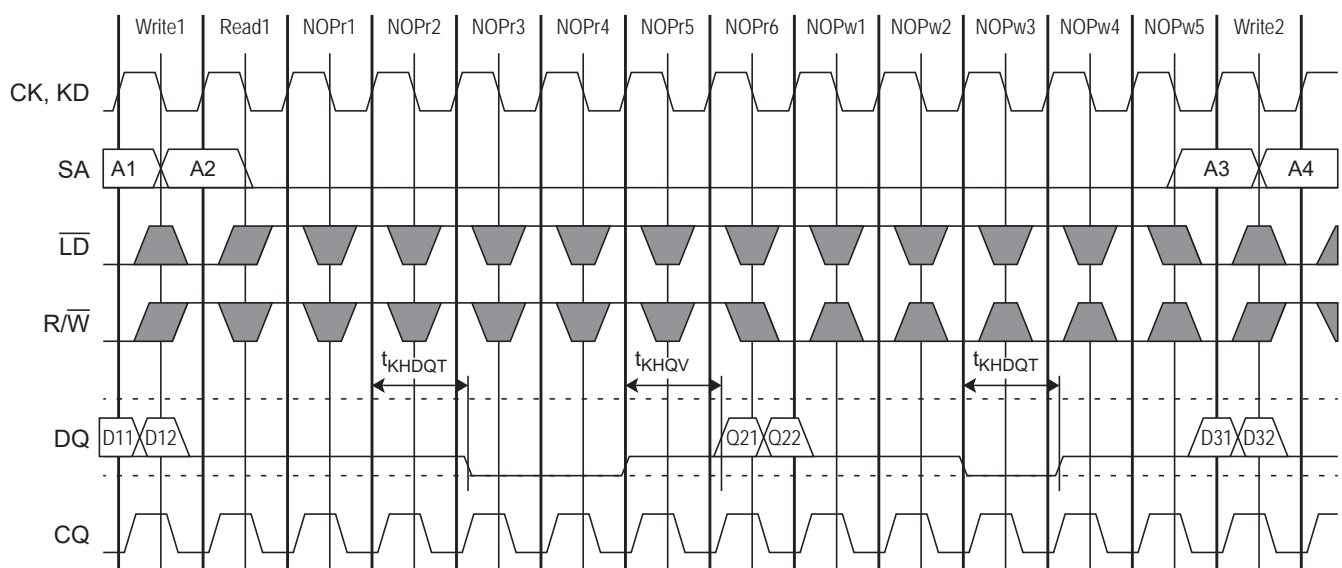 Write1 Read1 NOPr1 NOPr2 NOPr3 NOPr4 NOPr5 NOPr6 NOPw1 NOPw2 NOPw3 NOPw4 NOPw5 Write2
CK, KD
SA A1 A2 A3 A4
L̅D̅
R/W̅
tKHDQT tKHQV tKHDQT
DQ D11 D12 Q21 Q22 D31 D32
CQ